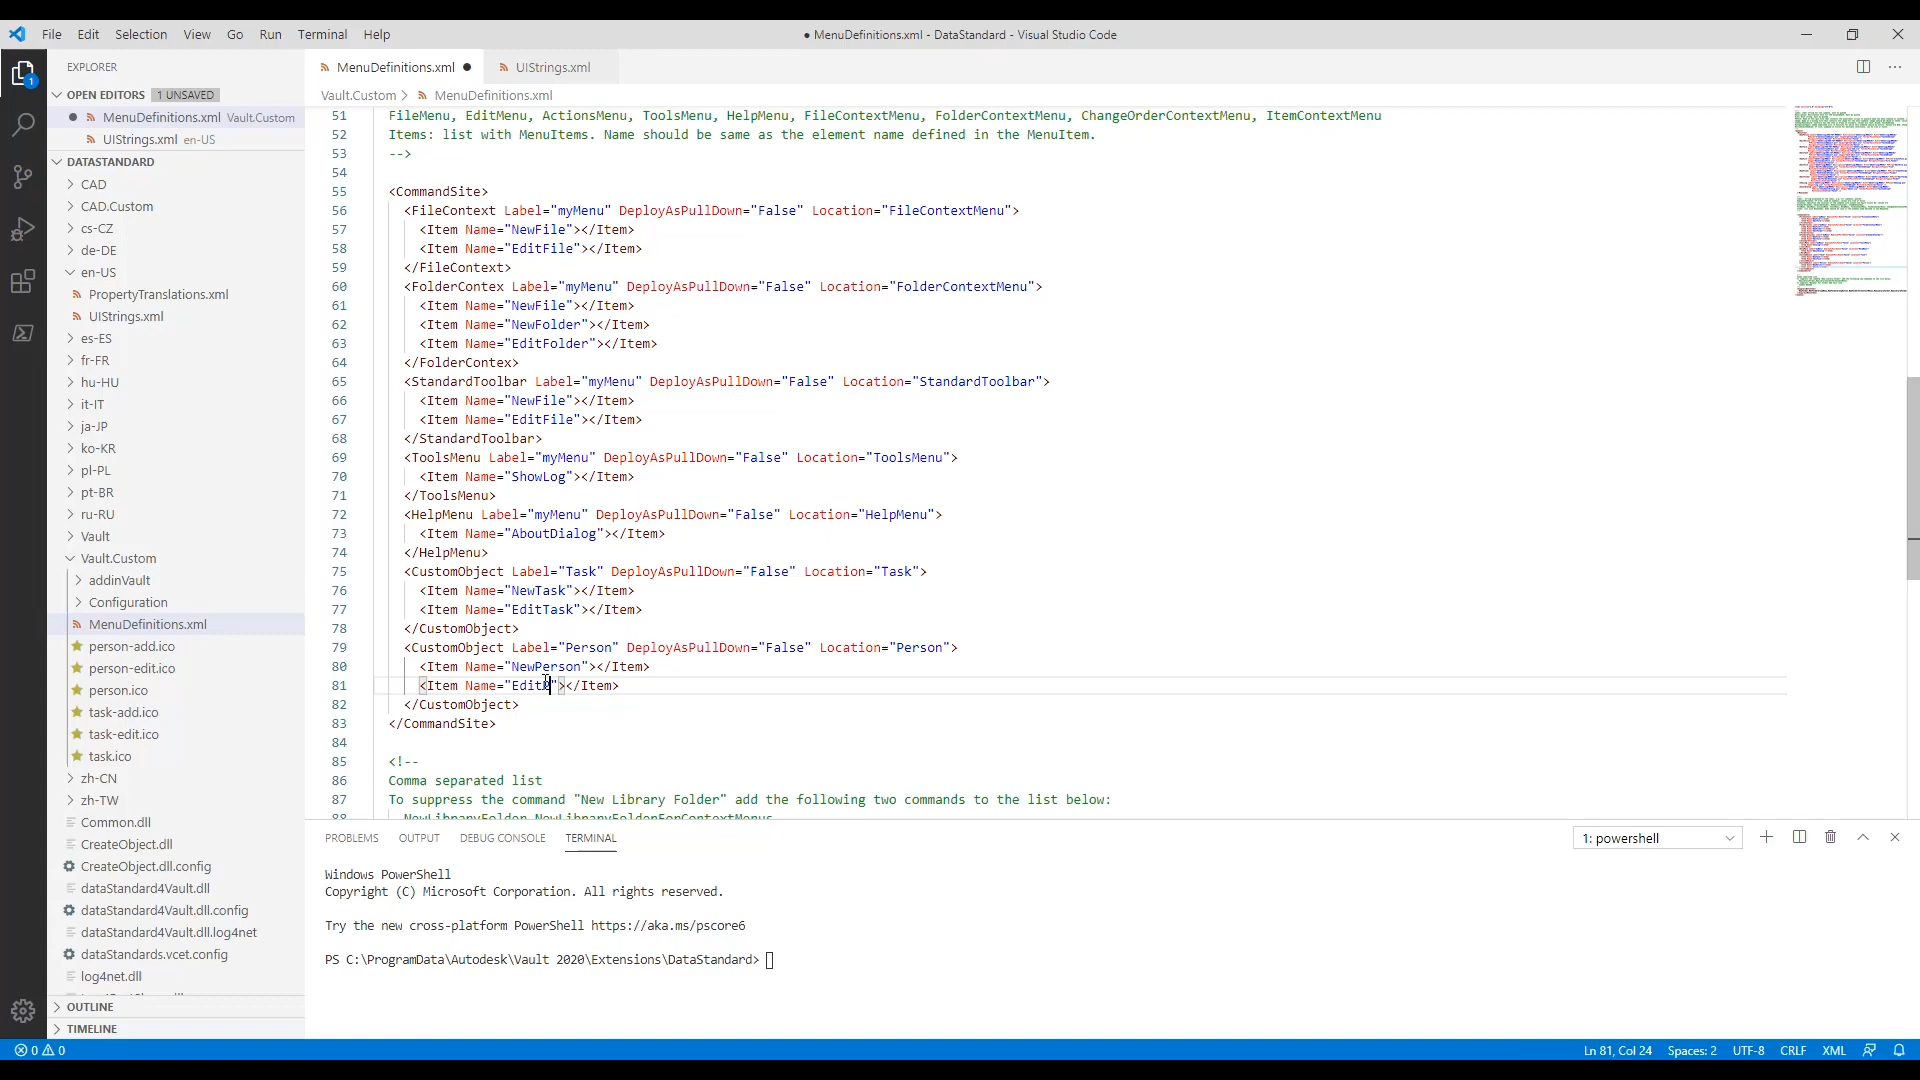 File Edit Selection View Go Run Terminal Help
● MenuDefinitions.xml - DataStandard - Visual Studio Code
EXPLORER
OPEN EDITORS 1 UNSAVED
MenuDefinitions.xml Vault.Custom
UIStrings.xml en-US
DATASTANDARD
CAD
CAD.Custom
cs-CZ
de-DE
en-US
PropertyTranslations.xml
UIStrings.xml
es-ES
fr-FR
hu-HU
it-IT
ja-JP
ko-KR
pl-PL
pt-BR
ru-RU
Vault
Vault.Custom
addinVault
Configuration
MenuDefinitions.xml
person-add.ico
person-edit.ico
person.ico
task-add.ico
task-edit.ico
task.ico
zh-CN
zh-TW
Common.dll
CreateObject.dll
CreateObject.dll.config
dataStandard4Vault.dll
dataStandard4Vault.dll.config
dataStandard4Vault.dll.log4net
dataStandards.vcet.config
log4net.dll
OUTLINE
TIMELINE
MenuDefinitions.xml ● UIStrings.xml
Vault.Custom > MenuDefinitions.xml
51 FileMenu, EditMenu, ActionsMenu, ToolsMenu, HelpMenu, FileContextMenu, FolderContextMenu, ChangeOrderContextMenu, ItemContextMenu
52 Items: list with MenuItems. Name should be same as the element name defined in the MenuItem.
53 -->
54
55 <CommandSite>
56 <FileContext Label="myMenu" DeployAsPullDown="False" Location="FileContextMenu">
57 <Item Name="NewFile"></Item>
58 <Item Name="EditFile"></Item>
59 </FileContext>
60 <FolderContex Label="myMenu" DeployAsPullDown="False" Location="FolderContextMenu">
61 <Item Name="NewFile"></Item>
62 <Item Name="NewFolder"></Item>
63 <Item Name="EditFolder"></Item>
64 </FolderContex>
65 <StandardToolbar Label="myMenu" DeployAsPullDown="False" Location="StandardToolbar">
66 <Item Name="NewFile"></Item>
67 <Item Name="EditFile"></Item>
68 </StandardToolbar>
69 <ToolsMenu Label="myMenu" DeployAsPullDown="False" Location="ToolsMenu">
70 <Item Name="ShowLog"></Item>
71 </ToolsMenu>
72 <HelpMenu Label="myMenu" DeployAsPullDown="False" Location="HelpMenu">
73 <Item Name="AboutDialog"></Item>
74 </HelpMenu>
75 <CustomObject Label="Task" DeployAsPullDown="False" Location="Task">
76 <Item Name="NewTask"></Item>
77 <Item Name="EditTask"></Item>
78 </CustomObject>
79 <CustomObject Label="Person" DeployAsPullDown="False" Location="Person">
80 <Item Name="NewPerson"></Item>
81 <Item Name="Edit"></Item>
82 </CustomObject>
83 </CommandSite>
84
85 <!--
86 Comma separated list
87 To suppress the command "New Library Folder" add the following two commands to the list below:
88 NewLibraryFolder,NewLibraryFolderForContextMenus
PROBLEMS OUTPUT DEBUG CONSOLE TERMINAL
1: powershell
Windows PowerShell
Copyright (C) Microsoft Corporation. All rights reserved.
Try the new cross-platform PowerShell https://aka.ms/pscore6
PS C:\ProgramData\Autodesk\Vault 2020\Extensions\DataStandard>
0 0
Ln 81, Col 24 Spaces: 2 UTF-8 CRLF XML